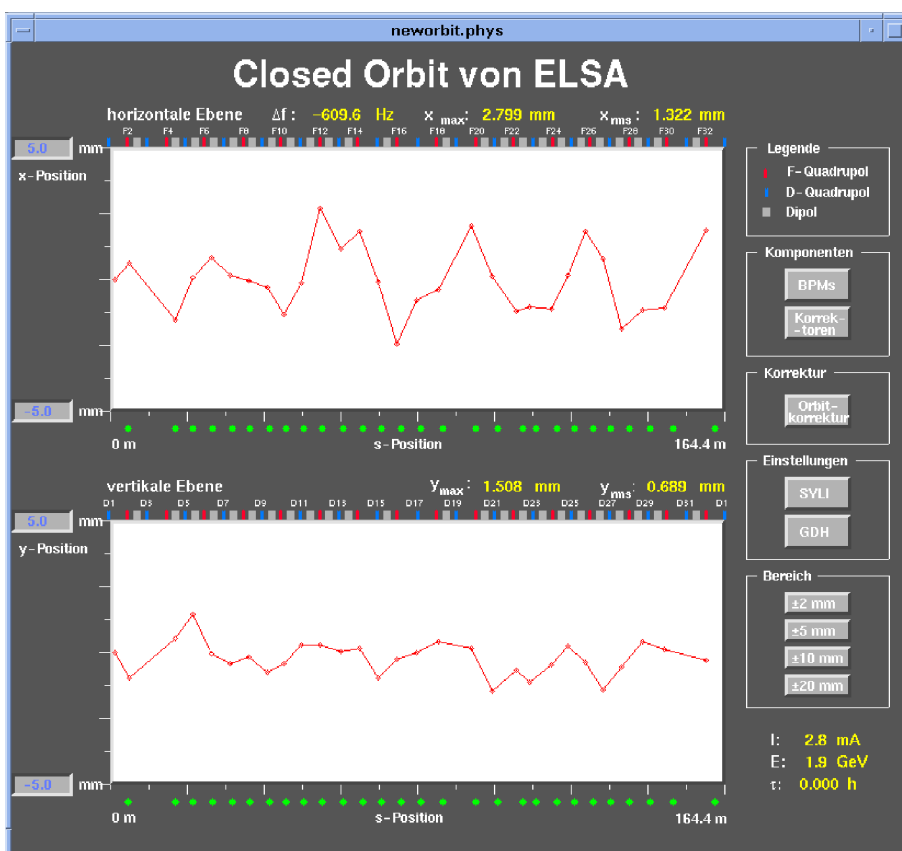 neworbit.phys
Closed Orbit von ELSA
horizontale Ebene Δf: -609.6 Hz x max: 2.799 mm x rms: 1.322 mm
F2 F4 F6 F8 F10 F12 F14 F16 F18 F20 F22 F24 F26 F28 F30 F32
5.0 mm
x-Position
-5.0 mm
0 m s-Position 164.4 m
vertikale Ebene ymax: 1.508 mm yrms: 0.689 mm
D1 D3 D5 D7 D9 D11 D13 D15 D17 D19 D21 D23 D25 D27 D29 D31 D1
5.0 mm
y-Position
-5.0 mm
0 m s-Position 164.4 m
Legende
F-Quadrupol
D-Quadrupol
Dipol
Komponenten
BPMs
Korrek-
-toren
Korrektur
Orbit-
korrektur
Einstellungen
SVLI
GDH
Bereich
±2 mm
±5 mm
±10 mm
±20 mm
I: 2.8 mA
E: 1.9 GeV
τ: 0.000 h